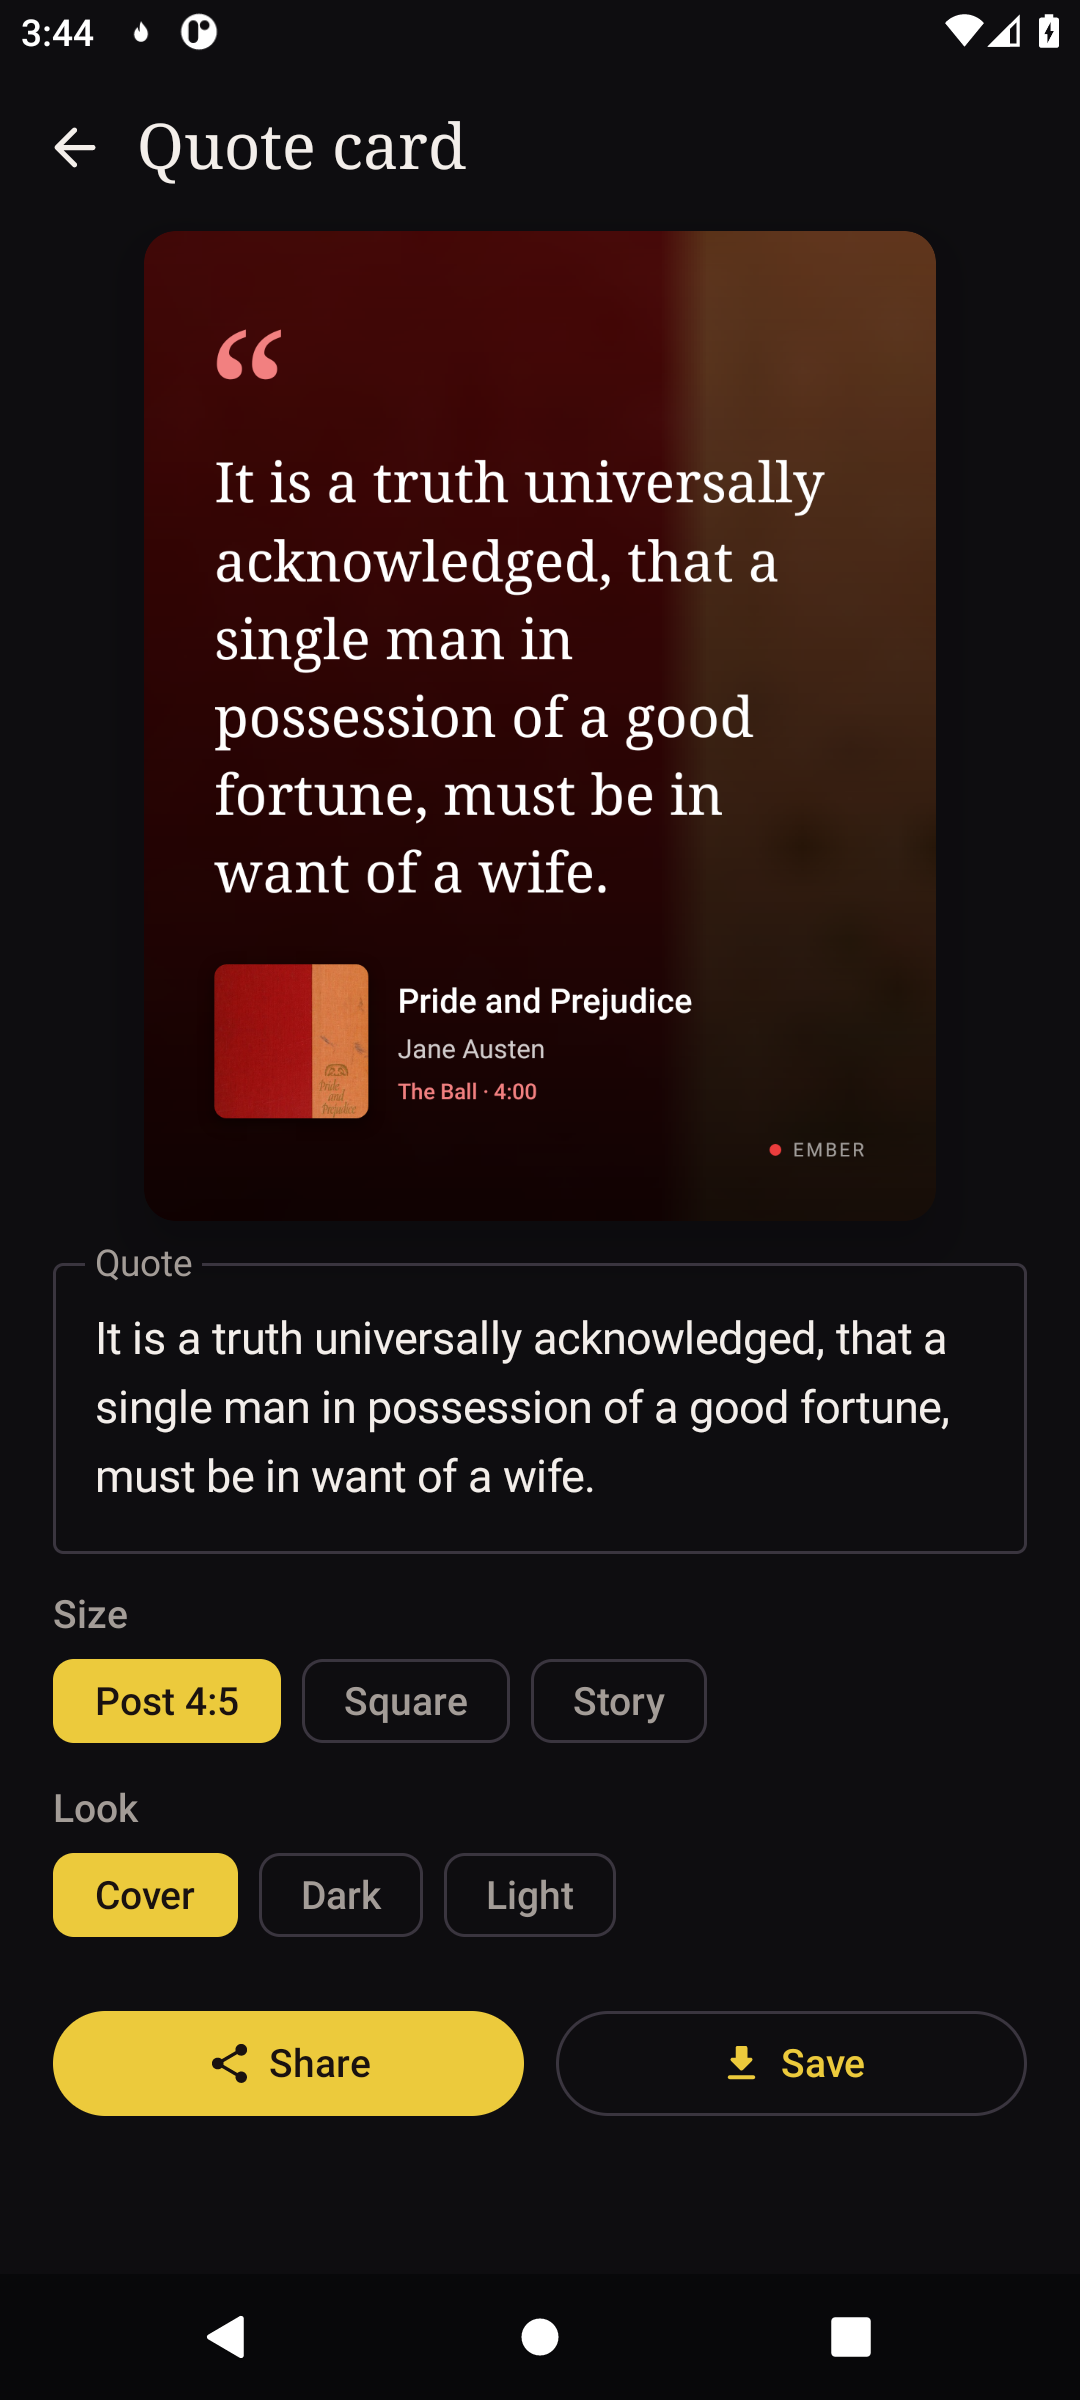 3:44
Quote card
“
It is a truth universally
acknowledged, that a
single man in
possession of a good
fortune, must be in
want of a wife.
Pride
and
Prejudice
Pride and Prejudice
Jane Austen
The Ball · 4:00
EMBER
Quote
It is a truth universally acknowledged, that a
single man in possession of a good fortune,
must be in want of a wife.
Size
Post 4:5
Square
Story
Look
Cover
Dark
Light
Share
Save